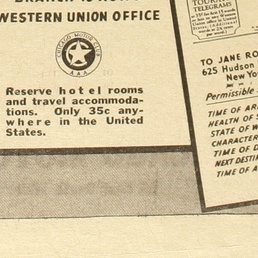 WESTERN UNION OFFICE
CHICAGO MOTOR CLUB
A A A
Reserve hotel rooms
and travel accommoda-
tions. Only 35c any-
where in the United
States.
TOUR
TELEGRAMS
TO JANE RO
625 Hudson
New Yo
Permissible
TIME OF AR
HEALTH OF
STATE OF W
CHARACTER
TIME OF D
NEXT DESTIN
TIME OF A